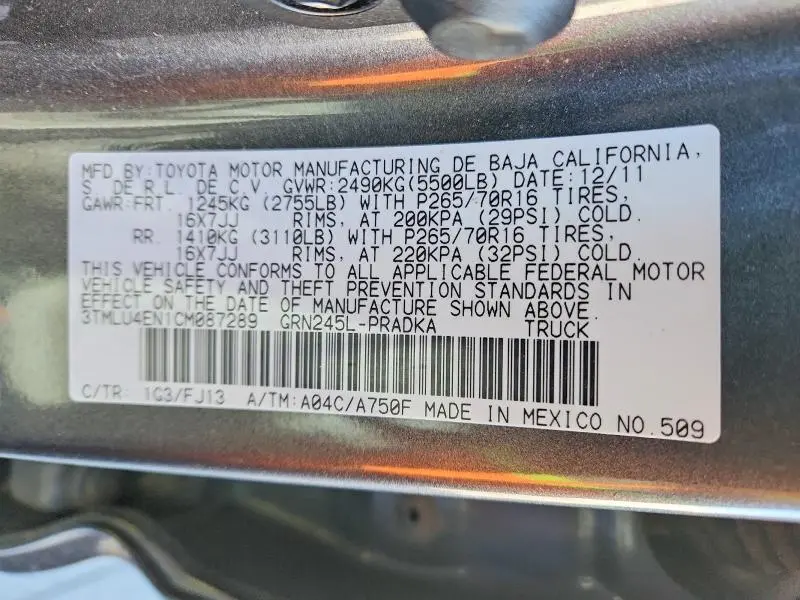 MFD BY:TOYOTA MOTOR MANUFACTURING DE BAJA CALIFORNIA,
S. DE R.L. DE C.V. GVWR:2490KG(5500LB) DATE:12/11
GAWR:FRT. 1245KG (2755LB) WITH P265/70R16 TIRES,
16X7JJ RIMS, AT 200KPA (29PSI) COLD.
RR. 1410KG (3110LB) WITH P265/70R16 TIRES,
16X7JJ RIMS, AT 220KPA (32PSI) COLD.
THIS VEHICLE CONFORMS TO ALL APPLICABLE FEDERAL MOTOR
VEHICLE SAFETY AND THEFT PREVENTION STANDARDS IN
EFFECT ON THE DATE OF MANUFACTURE SHOWN ABOVE.
3TMLU4EN1CM087289 GRN245L-PRADKA TRUCK
C/TR: 1G3/FJ13 A/TM:A04C/A750F MADE IN MEXICO NO.509